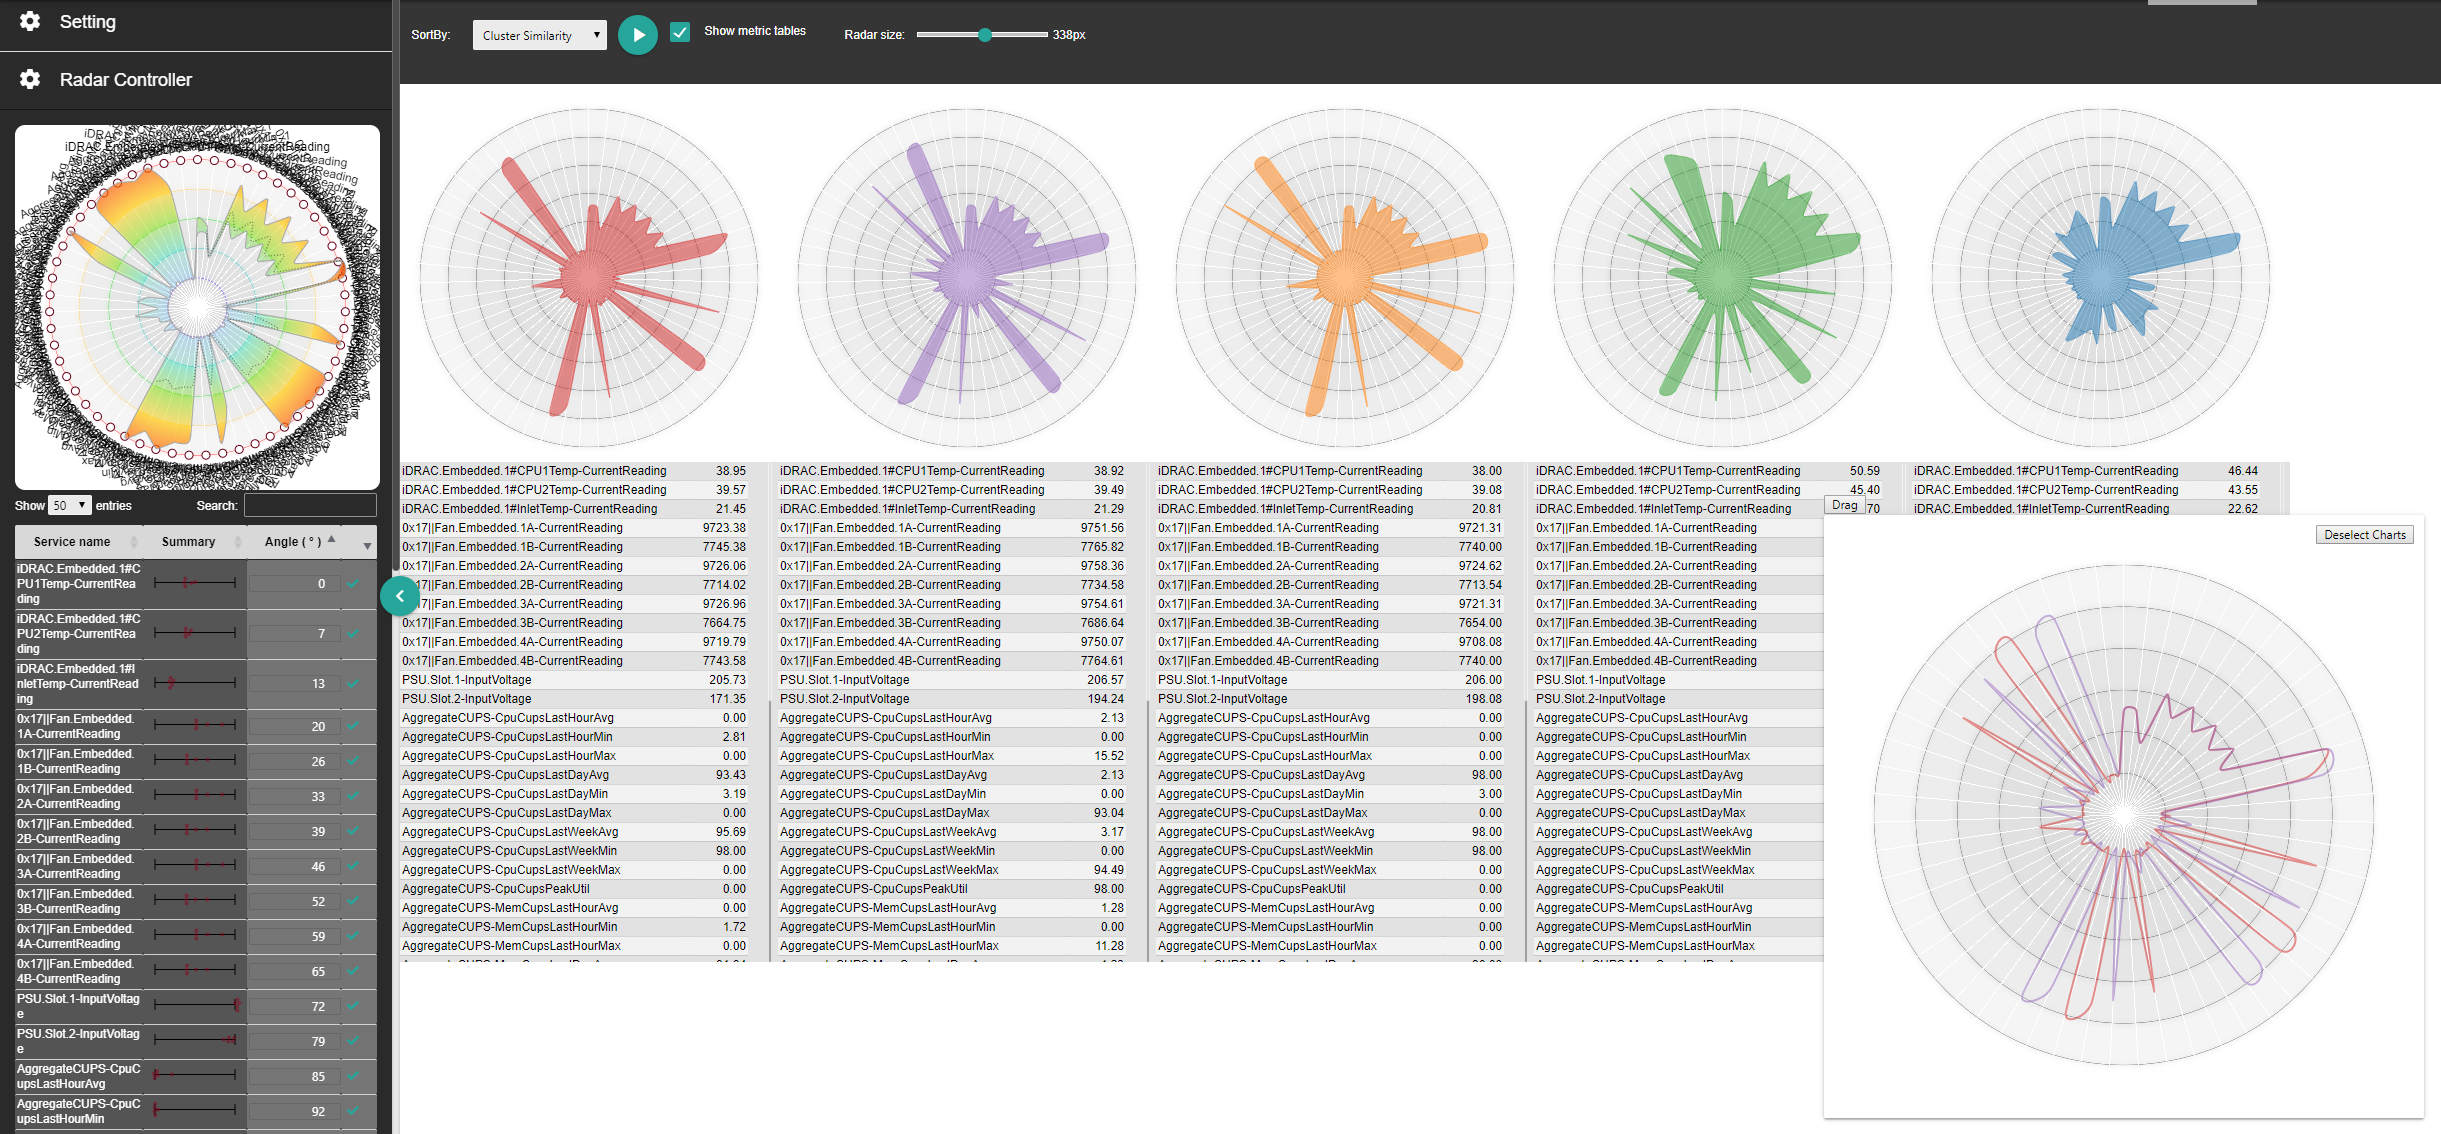 Setting
SortBy: Cluster Similarity Show metric tables Radar size: 338px
Radar Controller
Show 50 entries Search:
Service name Summary Angle ( ° )
iDRAC.Embedded.1#C
PU1Temp-CurrentRea
ding
0
iDRAC.Embedded.1#C
PU2Temp-CurrentRea
ding
7
iDRAC.Embedded.1#I
nletTemp-CurrentRead
ing
13
0x17||Fan.Embedded.
1A-CurrentReading
20
0x17||Fan.Embedded.
1B-CurrentReading
26
0x17||Fan.Embedded.
2A-CurrentReading
33
0x17||Fan.Embedded.
2B-CurrentReading
39
0x17||Fan.Embedded.
3A-CurrentReading
46
0x17||Fan.Embedded.
3B-CurrentReading
52
0x17||Fan.Embedded.
4A-CurrentReading
59
0x17||Fan.Embedded.
4B-CurrentReading
65
PSU.Slot.1-InputVoltag
e
72
PSU.Slot.2-InputVoltag
e
79
AggregateCUPS-CpuC
upsLastHourAvg
85
AggregateCUPS-CpuC
upsLastHourMin
92
iDRAC.Embedded.1#CPU1Temp-CurrentReading 38.95
iDRAC.Embedded.1#CPU2Temp-CurrentReading 39.57
iDRAC.Embedded.1#InletTemp-CurrentReading 21.45
0x17||Fan.Embedded.1A-CurrentReading 9723.38
0x17||Fan.Embedded.1B-CurrentReading 7745.38
0x17||Fan.Embedded.2A-CurrentReading 9726.06
17||Fan.Embedded.2B-CurrentReading 7714.02
17||Fan.Embedded.3A-CurrentReading 9726.96
0x17||Fan.Embedded.3B-CurrentReading 7664.75
0x17||Fan.Embedded.4A-CurrentReading 9719.79
0x17||Fan.Embedded.4B-CurrentReading 7743.58
PSU.Slot.1-InputVoltage 205.73
PSU.Slot.2-InputVoltage 171.35
AggregateCUPS-CpuCupsLastHourAvg 0.00
AggregateCUPS-CpuCupsLastHourMin 2.81
AggregateCUPS-CpuCupsLastHourMax 0.00
AggregateCUPS-CpuCupsLastDayAvg 93.43
AggregateCUPS-CpuCupsLastDayMin 3.19
AggregateCUPS-CpuCupsLastDayMax 0.00
AggregateCUPS-CpuCupsLastWeekAvg 95.69
AggregateCUPS-CpuCupsLastWeekMin 98.00
AggregateCUPS-CpuCupsLastWeekMax 0.00
AggregateCUPS-CpuCupsPeakUtil 0.00
AggregateCUPS-MemCupsLastHourAvg 0.00
AggregateCUPS-MemCupsLastHourMin 1.72
AggregateCUPS-MemCupsLastHourMax 0.00
iDRAC.Embedded.1#CPU1Temp-CurrentReading 38.92
iDRAC.Embedded.1#CPU2Temp-CurrentReading 39.49
iDRAC.Embedded.1#InletTemp-CurrentReading 21.29
0x17||Fan.Embedded.1A-CurrentReading 9751.56
0x17||Fan.Embedded.1B-CurrentReading 7765.82
0x17||Fan.Embedded.2A-CurrentReading 9758.36
0x17||Fan.Embedded.2B-CurrentReading 7734.58
0x17||Fan.Embedded.3A-CurrentReading 9754.61
0x17||Fan.Embedded.3B-CurrentReading 7686.64
0x17||Fan.Embedded.4A-CurrentReading 9750.07
0x17||Fan.Embedded.4B-CurrentReading 7764.61
PSU.Slot.1-InputVoltage 206.57
PSU.Slot.2-InputVoltage 194.24
AggregateCUPS-CpuCupsLastHourAvg 2.13
AggregateCUPS-CpuCupsLastHourMin 0.00
AggregateCUPS-CpuCupsLastHourMax 15.52
AggregateCUPS-CpuCupsLastDayAvg 2.13
AggregateCUPS-CpuCupsLastDayMin 0.00
AggregateCUPS-CpuCupsLastDayMax 93.04
AggregateCUPS-CpuCupsLastWeekAvg 3.17
AggregateCUPS-CpuCupsLastWeekMin 0.00
AggregateCUPS-CpuCupsLastWeekMax 94.49
AggregateCUPS-CpuCupsPeakUtil 98.00
AggregateCUPS-MemCupsLastHourAvg 1.28
AggregateCUPS-MemCupsLastHourMin 0.00
AggregateCUPS-MemCupsLastHourMax 11.28
iDRAC.Embedded.1#CPU1Temp-CurrentReading 38.00
iDRAC.Embedded.1#CPU2Temp-CurrentReading 39.08
iDRAC.Embedded.1#InletTemp-CurrentReading 20.81
0x17||Fan.Embedded.1A-CurrentReading 9721.31
0x17||Fan.Embedded.1B-CurrentReading 7740.00
0x17||Fan.Embedded.2A-CurrentReading 9724.62
0x17||Fan.Embedded.2B-CurrentReading 7713.54
0x17||Fan.Embedded.3A-CurrentReading 9721.31
0x17||Fan.Embedded.3B-CurrentReading 7654.00
0x17||Fan.Embedded.4A-CurrentReading 9708.08
0x17||Fan.Embedded.4B-CurrentReading 7740.00
PSU.Slot.1-InputVoltage 206.00
PSU.Slot.2-InputVoltage 198.08
AggregateCUPS-CpuCupsLastHourAvg 0.00
AggregateCUPS-CpuCupsLastHourMin 0.00
AggregateCUPS-CpuCupsLastHourMax 0.00
AggregateCUPS-CpuCupsLastDayAvg 98.00
AggregateCUPS-CpuCupsLastDayMin 3.00
AggregateCUPS-CpuCupsLastDayMax 0.00
AggregateCUPS-CpuCupsLastWeekAvg 98.00
AggregateCUPS-CpuCupsLastWeekMin 98.00
AggregateCUPS-CpuCupsLastWeekMax 0.00
AggregateCUPS-CpuCupsPeakUtil 0.00
AggregateCUPS-MemCupsLastHourAvg 0.00
AggregateCUPS-MemCupsLastHourMin 0.00
AggregateCUPS-MemCupsLastHourMax 0.00
iDRAC.Embedded.1#CPU1Temp-CurrentReading 50.59
iDRAC.Embedded.1#CPU2Temp-CurrentReading 45.40
iDRAC.Embedded.1#InletTemp-CurrentReading 70
0x17||Fan.Embedded.1A-CurrentReading
0x17||Fan.Embedded.1B-CurrentReading
0x17||Fan.Embedded.2A-CurrentReading
0x17||Fan.Embedded.2B-CurrentReading
0x17||Fan.Embedded.3A-CurrentReading
0x17||Fan.Embedded.3B-CurrentReading
0x17||Fan.Embedded.4A-CurrentReading
0x17||Fan.Embedded.4B-CurrentReading
PSU.Slot.1-InputVoltage
PSU.Slot.2-InputVoltage
AggregateCUPS-CpuCupsLastHourAvg
AggregateCUPS-CpuCupsLastHourMin
AggregateCUPS-CpuCupsLastHourMax
AggregateCUPS-CpuCupsLastDayAvg
AggregateCUPS-CpuCupsLastDayMin
AggregateCUPS-CpuCupsLastDayMax
AggregateCUPS-CpuCupsLastWeekAvg
AggregateCUPS-CpuCupsLastWeekMin
AggregateCUPS-CpuCupsLastWeekMax
AggregateCUPS-CpuCupsPeakUtil
AggregateCUPS-MemCupsLastHourAvg
AggregateCUPS-MemCupsLastHourMin
AggregateCUPS-MemCupsLastHourMax
iDRAC.Embedded.1#CPU1Temp-CurrentReading 46.44
iDRAC.Embedded.1#CPU2Temp-CurrentReading 43.55
iDRAC.Embedded.1#InletTemp-CurrentReading 22.62
Drag
Deselect Charts